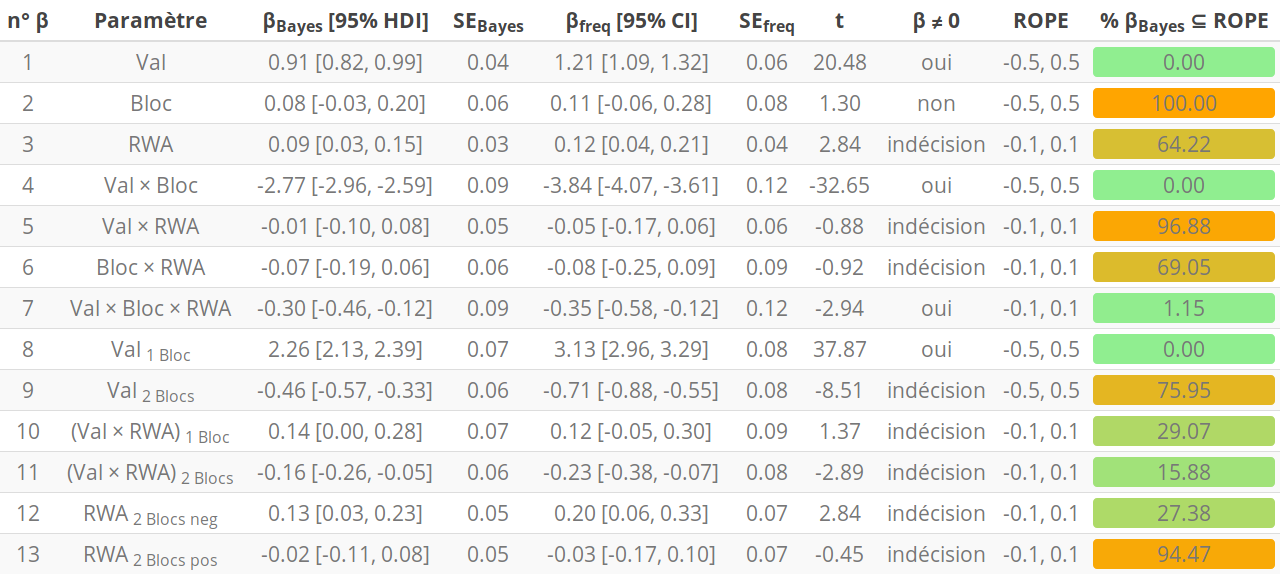 n° β Paramètre βBayes [95% HDI] SEBayes βfreq [95% CI] SEfreq t β ≠ 0 ROPE % βBayes ⊆ ROPE
1 Val 0.91 [0.82, 0.99] 0.04 1.21 [1.09, 1.32] 0.06 20.48 oui -0.5, 0.5 0.00
2 Bloc 0.08 [-0.03, 0.20] 0.06 0.11 [-0.06, 0.28] 0.08 1.30 non -0.5, 0.5 100.00
3 RWA 0.09 [0.03, 0.15] 0.03 0.12 [0.04, 0.21] 0.04 2.84 indécision -0.1, 0.1 64.22
4 Val × Bloc -2.77 [-2.96, -2.59] 0.09 -3.84 [-4.07, -3.61] 0.12 -32.65 oui -0.5, 0.5 0.00
5 Val × RWA -0.01 [-0.10, 0.08] 0.05 -0.05 [-0.17, 0.06] 0.06 -0.88 indécision -0.1, 0.1 96.88
6 Bloc × RWA -0.07 [-0.19, 0.06] 0.06 -0.08 [-0.25, 0.09] 0.09 -0.92 indécision -0.1, 0.1 69.05
7 Val × Bloc × RWA -0.30 [-0.46, -0.12] 0.09 -0.35 [-0.58, -0.12] 0.12 -2.94 oui -0.1, 0.1 1.15
8 Val 1 Bloc 2.26 [2.13, 2.39] 0.07 3.13 [2.96, 3.29] 0.08 37.87 oui -0.5, 0.5 0.00
9 Val 2 Blocs -0.46 [-0.57, -0.33] 0.06 -0.71 [-0.88, -0.55] 0.08 -8.51 indécision -0.5, 0.5 75.95
10 (Val × RWA) 1 Bloc 0.14 [0.00, 0.28] 0.07 0.12 [-0.05, 0.30] 0.09 1.37 indécision -0.1, 0.1 29.07
11 (Val × RWA) 2 Blocs -0.16 [-0.26, -0.05] 0.06 -0.23 [-0.38, -0.07] 0.08 -2.89 indécision -0.1, 0.1 15.88
12 RWA 2 Blocs neg 0.13 [0.03, 0.23] 0.05 0.20 [0.06, 0.33] 0.07 2.84 indécision -0.1, 0.1 27.38
13 RWA 2 Blocs pos -0.02 [-0.11, 0.08] 0.05 -0.03 [-0.17, 0.10] 0.07 -0.45 indécision -0.1, 0.1 94.47